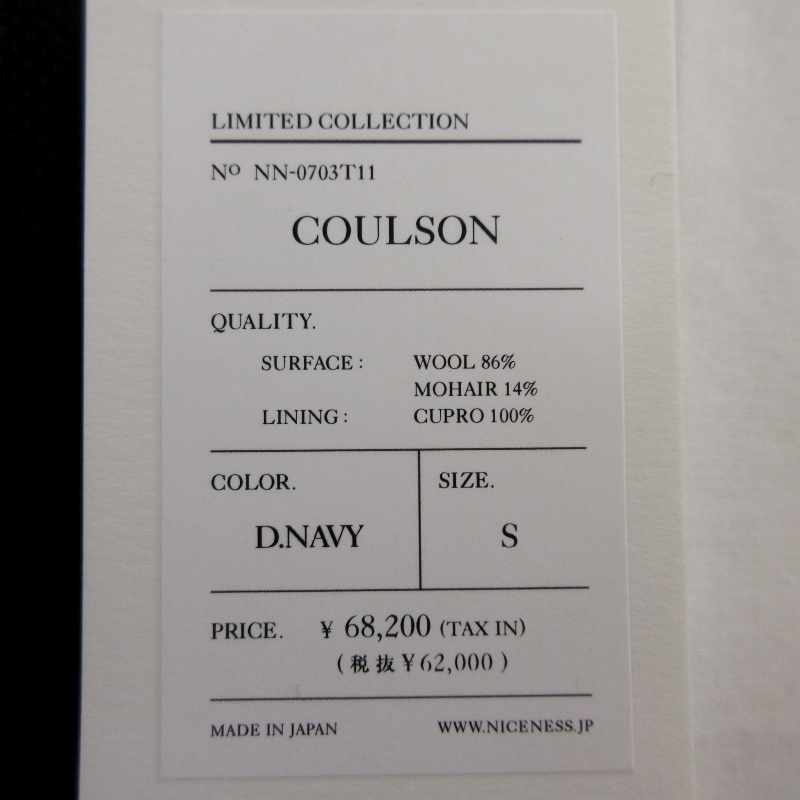 LIMITED COLLECTION
Nº NN-0703T11
COULSON
QUALITY.
SURFACE : WOOL 86%
MOHAIR 14%
LINING : CUPRO 100%
COLOR. SIZE.
D.NAVY S
PRICE. ¥ 68,200 (TAX IN)
(税抜¥62,000)
MADE IN JAPAN WWW.NICENESS.JP